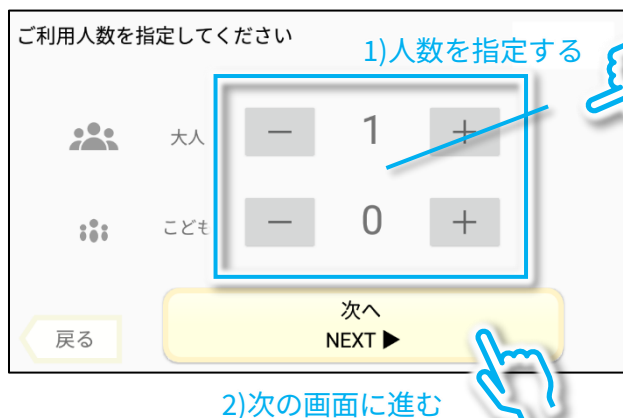 ご利用人数を指定してください
1)人数を指定する
大人 － 1 ＋
こども － 0 ＋
次へ
戻る
NEXT ▶
2)次の画面に進む